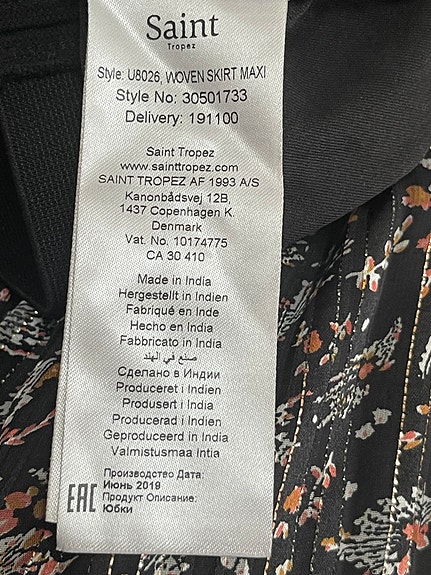 Saint
Tropez
Style: U8026, WOVEN SKIRT MAXI
Style No: 30501733
Delivery: 191100
Saint Tropez
www.sainttropez.com
SAINT TROPEZ AF 1993 A/S
Kanonbådsvej 12B,
1437 Copenhagen K.
Denmark
Vat. No. 10174775
CA 30 410
Made in India
Hergestellt in Indien
Fabriqué en Inde
Hecho en India
Fabbricato in India
صنع في الهند
Сделано в Индии
Produceret i Indien
Produsert i India
Producerad i Indien
Geproduceerd in India
Valmistusmaa Intia
Производство Дата:
Июнь 2019
EAC Продукт Описание:
Юбки